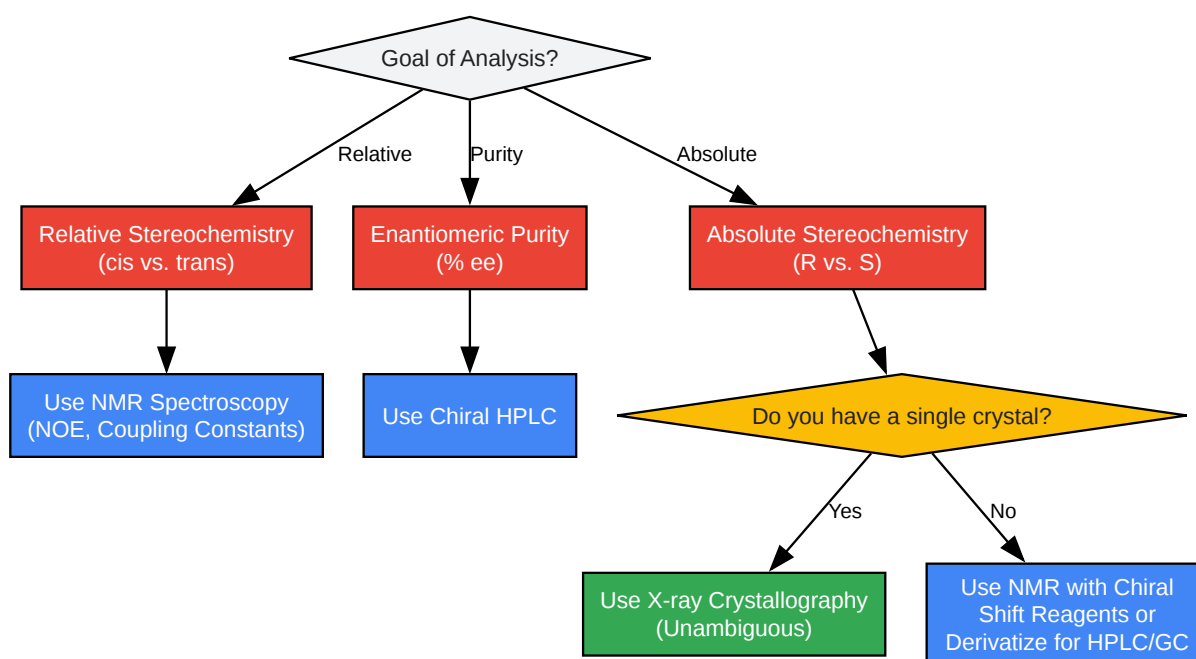 Goal of Analysis?
Relative
Purity
Absolute
Relative Stereochemistry
(cis vs. trans)
Enantiomeric Purity
(% ee)
Absolute Stereochemistry
(R vs. S)
Use NMR Spectroscopy
(NOE, Coupling Constants)
Use Chiral HPLC
Do you have a single crystal?
Yes
No
Use X-ray Crystallography
(Unambiguous)
Use NMR with Chiral
Shift Reagents or
Derivatize for HPLC/GC